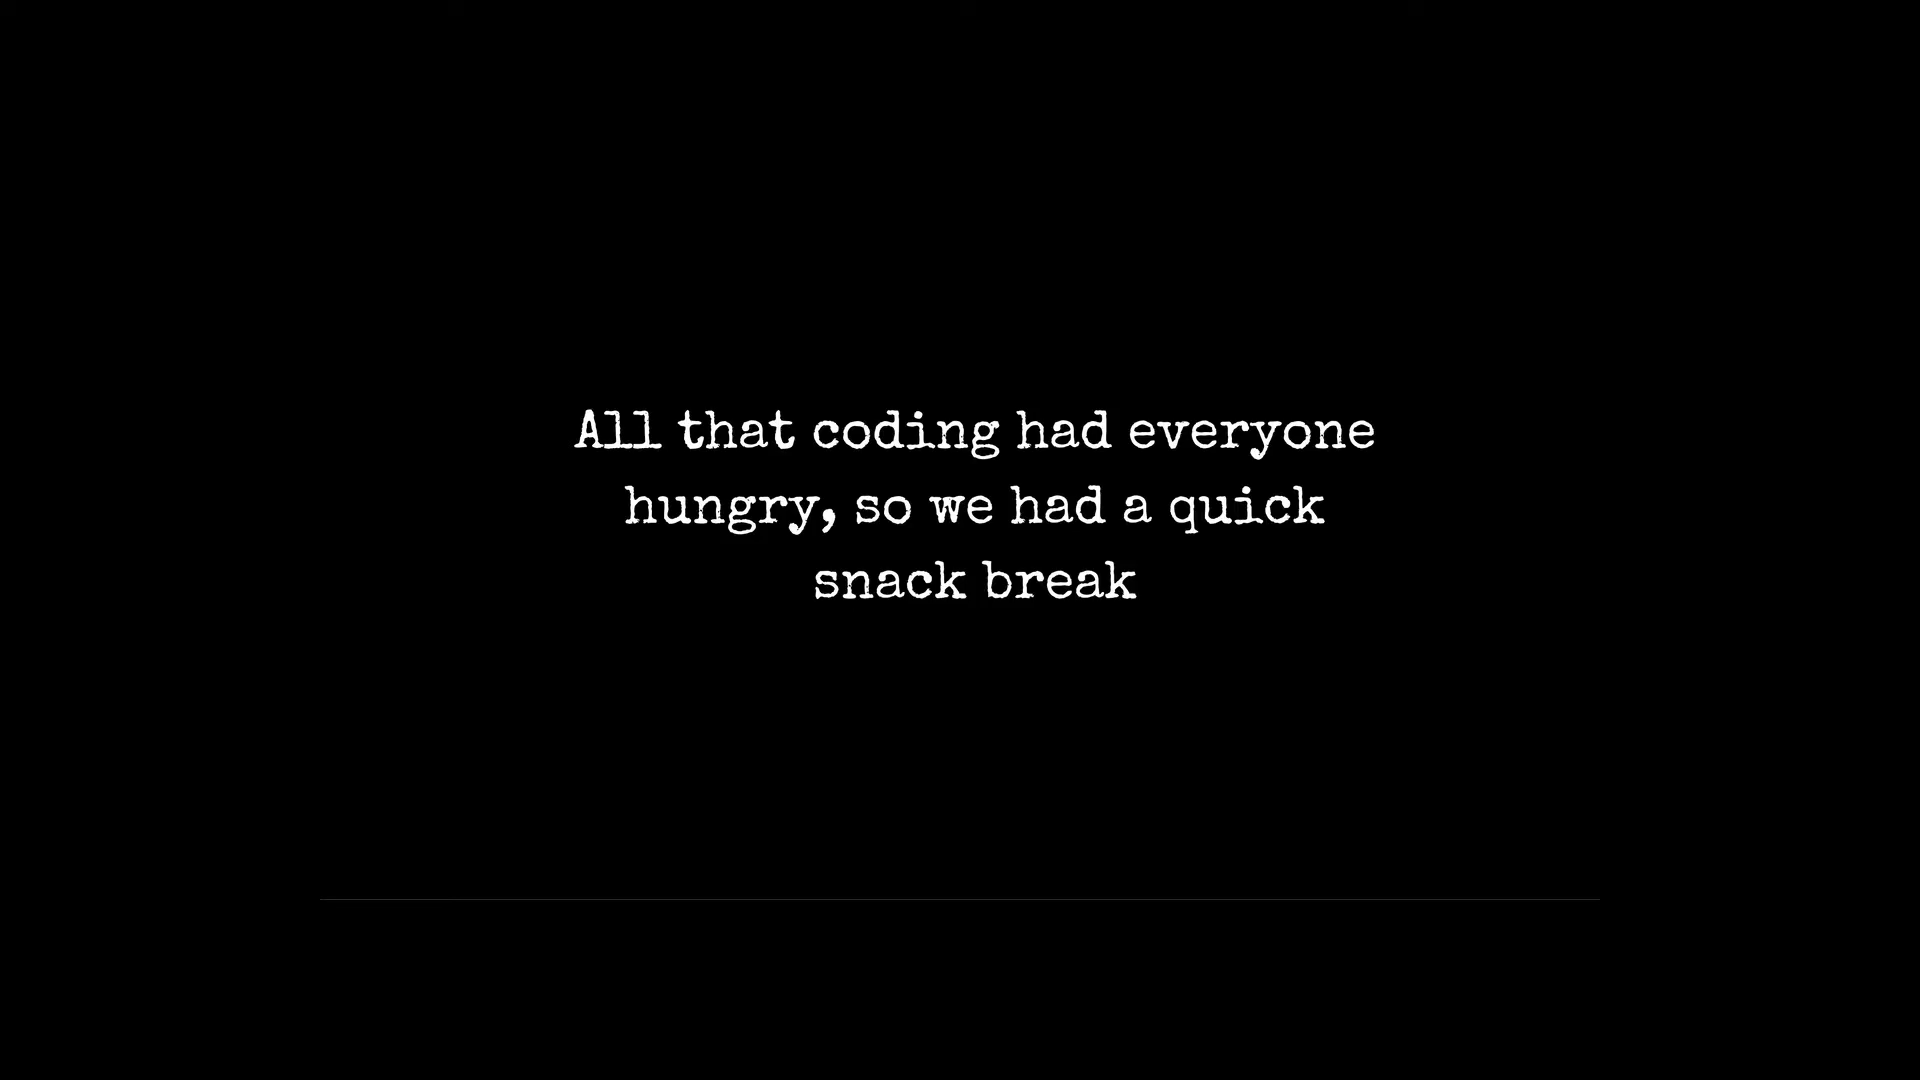 All that coding had everyone
hungry, so we had a quick
snack break